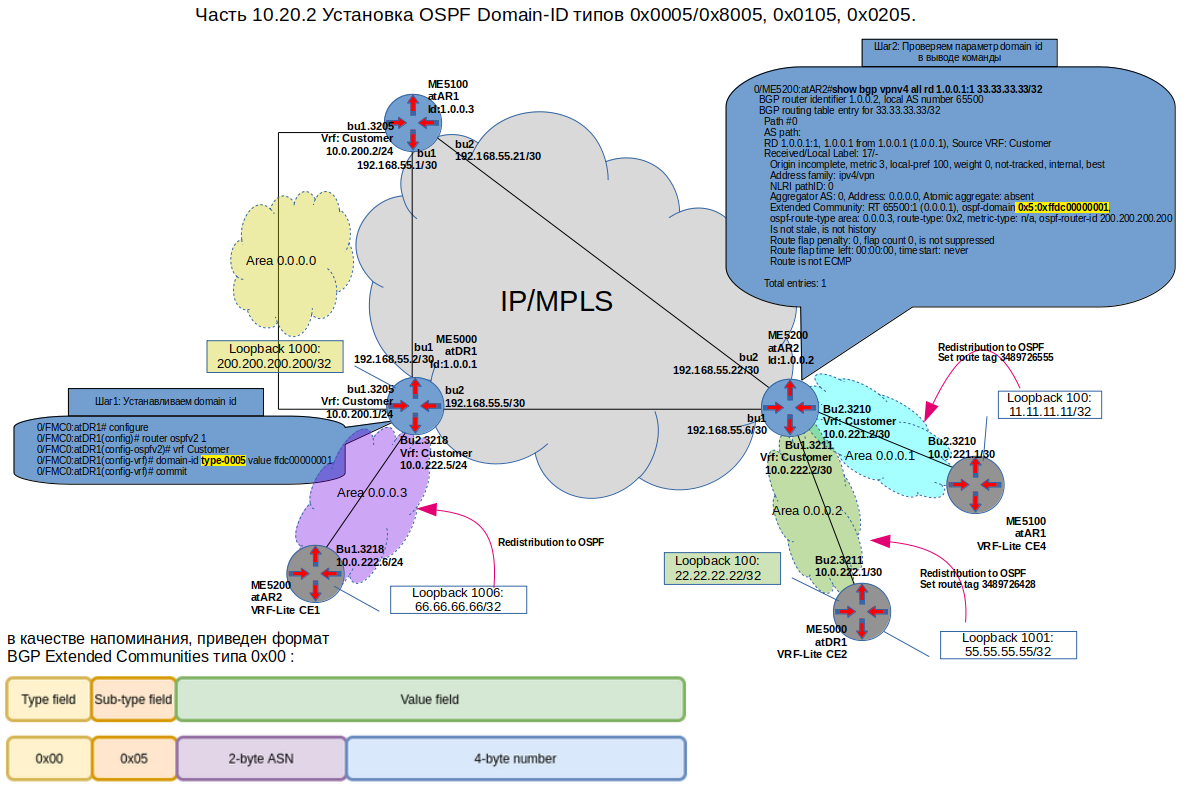 Часть 10.20.2 Установка OSPF Domain-ID типов 0x0005/0x8005, 0x0105, 0x0205.
Шаг2: Проверяем параметр domain id
в выводе команды
0/ME5200:atAR2#show bgp vpnv4 all rd 1.0.0.1:1 33.33.33.33/32
BGP router identifier 1.0.0.2, local AS number 65500
BGP routing table entry for 33.33.33.33/32
Path #0
AS path:
RD 1.0.0.1:1, 1.0.0.1 from 1.0.0.1 (1.0.0.1), Source VRF: Customer
Received/Local Label: 17/-
Origin incomplete, metric 3, local-pref 100, weight 0, not-tracked, internal, best
Address family: ipv4/vpn
NLRI pathID: 0
Aggregator AS: 0, Address: 0.0.0.0, Atomic aggregate: absent
Extended Community: RT 65500:1 (0.0.0.1), ospf-domain 0x5:0xffdc00000001,
ospf-route-type area: 0.0.0.3, route-type: 0x2, metric-type: n/a, ospf-router-id 200.200.200.200
Is not stale, is not history
Route flap penalty: 0, flap count 0, is not suppressed
Route flap time left: 00:00:00, time start: never
Route is not ECMP
Total entries: 1
ME5100
atAR1
Id:1.0.0.3
bu1.3205
Vrf: Customer
10.0.200.2/24
bu1
192.168.55.1/30
bu2
192.168.55.21/30
Area 0.0.0.0
IP/MPLS
Loopback 1000:
200.200.200.200/32
bu1
192.168.55.2/30
ME5000
atDR1
Id:1.0.0.1
bu1.3205
Vrf: Customer
10.0.200.1/24
bu2
192.168.55.5/30
Bu2.3218
Vrf: Customer
10.0.222.5/24
ME5200
atAR2
Id:1.0.0.2
bu2
192.168.55.22/30
bu1
192.168.55.6/30
Bu2.3210
Vrf: Customer
10.0.221.2/30
Bu1.3211
Vrf: Customer
10.0.222.2/30
Redistribution to OSPF
Set route tag 3489726555
Loopback 100:
11.11.11.11/32
Bu2.3210
10.0.221.1/30
Area 0.0.0.1
ME5100
atAR1
VRF-Lite CE4
Шаг1: Устанавливаем domain id
0/FMC0:atDR1# configure
0/FMC0:atDR1(config)# router ospfv2 1
0/FMC0:atDR1(config-ospfv2)# vrf Customer
0/FMC0:atDR1(config-vrf)# domain-id type-0005 value ffdc00000001
0/FMC0:atDR1(config-vrf)# commit
Area 0.0.0.3
Bu1.3218
10.0.222.6/24
ME5200
atAR2
VRF-Lite CE1
Redistribution to OSPF
Loopback 1006:
66.66.66.66/32
Area 0.0.0.2
Loopback 100:
22.22.22.22/32
Bu2.3211
10.0.222.1/30
Redistribution to OSPF
Set route tag 3489726428
ME5000
atDR1
VRF-Lite CE2
Loopback 1001:
55.55.55.55/32
в качестве напоминания, приведен формат
BGP Extended Communities типа 0x00 :
Type field Sub-type field Value field
0x00 0x05 2-byte ASN 4-byte number